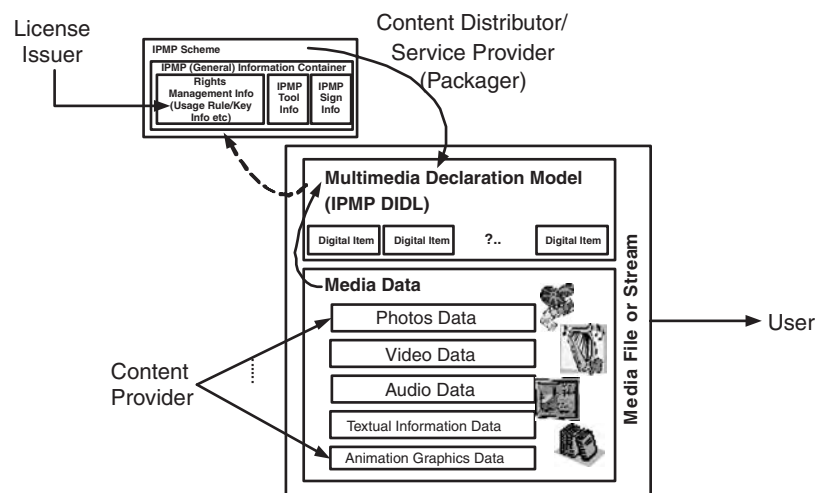 License
Issuer
Content Distributor/
Service Provider
(Packager)
IPMP Scheme
IPMP (General) Information Container
Rights
Management Info
(Usage Rule/Key
Info etc)
IPMP
Tool
Info
IPMP
Sign
Info
Multimedia Declaration Model
(IPMP DIDL)
Digital Item
Digital Item
?..
Digital Item
Media Data
Photos Data
Video Data
Audio Data
Textual Information Data
Animation Graphics Data
Content
Provider
Media File or Stream
User